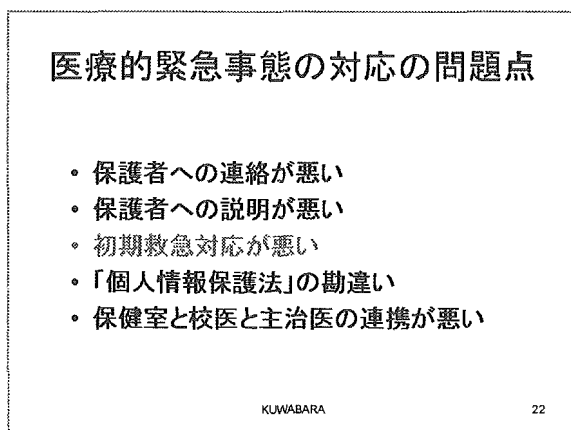 医療的緊急事態の対応の問題点
• 保護者への連絡が悪い
• 保護者への説明が悪い
• 初期救急対応が悪い
• 「個人情報保護法」の勘違い
• 保健室と校医と主治医の連携が悪い
KUWABARA
22